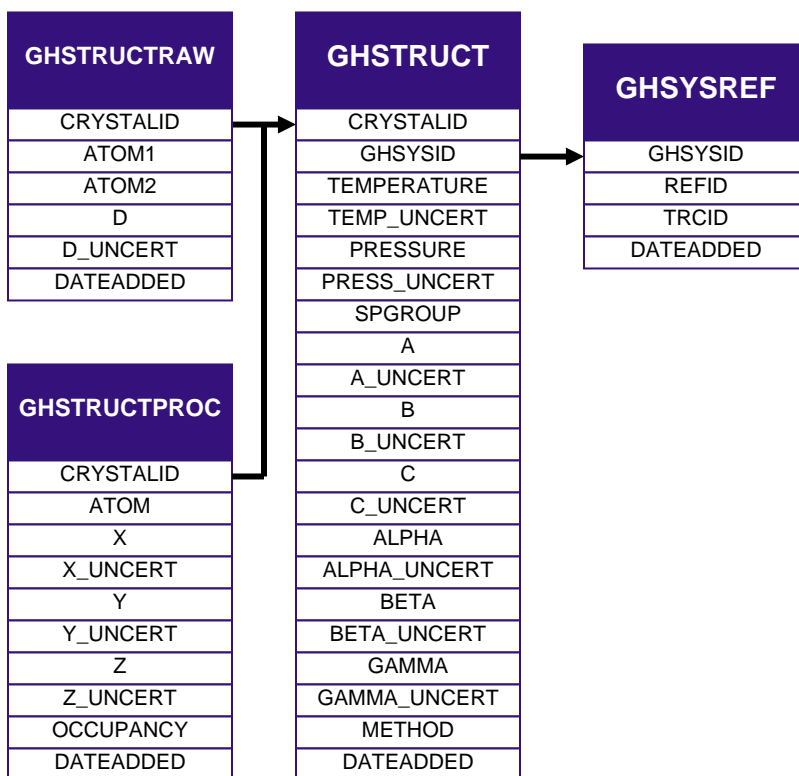 GHSTRUCTRAW
CRYSTALID
ATOM1
ATOM2
D
D_UNCERT
DATEADDED
GHSTRUCTPROC
CRYSTALID
ATOM
X
X_UNCERT
Y
Y_UNCERT
Z
Z_UNCERT
OCCUPANCY
DATEADDED
GHSTRUCT
CRYSTALID
GHSYSID
TEMPERATURE
TEMP_UNCERT
PRESSURE
PRESS_UNCERT
SPGROUP
A
A_UNCERT
B
B_UNCERT
C
C_UNCERT
ALPHA
ALPHA_UNCERT
BETA
BETA_UNCERT
GAMMA
GAMMA_UNCERT
METHOD
DATEADDED
GHSYSREF
GHSYSID
REFID
TRCID
DATEADDED